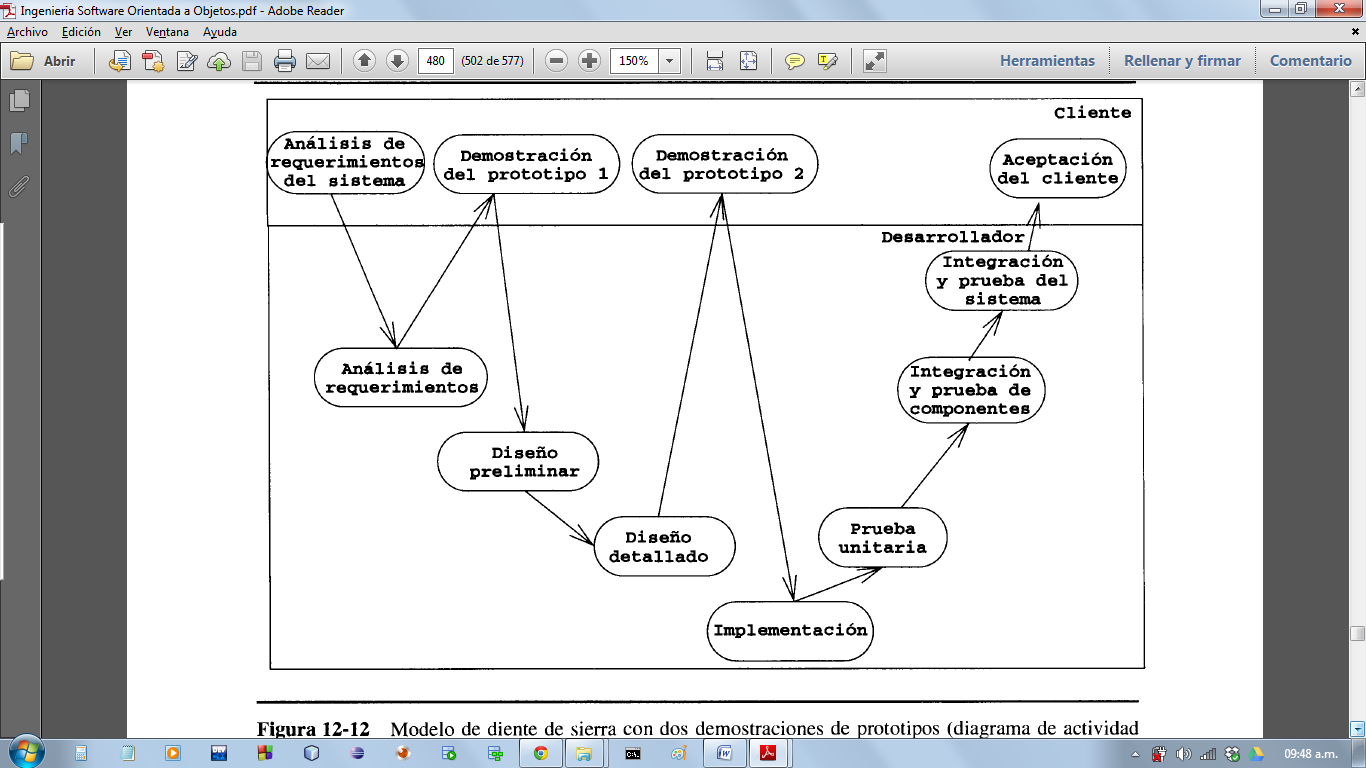 Ingenieria Software Orientada a Objetos.pdf - Adobe Reader
Archivo Edición Ver Ventana Ayuda
Abrir 480 (502 de 577) 150% Herramientas Rellenar y firmar Comentario
Cliente
Análisis de
requerimientos
del sistema
Demostración
del prototipo 1
Demostración
del prototipo 2
Aceptación
del cliente
Desarrollador
Integración
y prueba del
sistema
Análisis de
requerimientos
Integración
y prueba de
componentes
Diseño
preliminar
Diseño
detallado
Prueba
unitaria
Implementación
Figura 12-12 Modelo de diente de sierra con dos demostraciones de prototipos (diagrama de actividad
09:48 a.m.